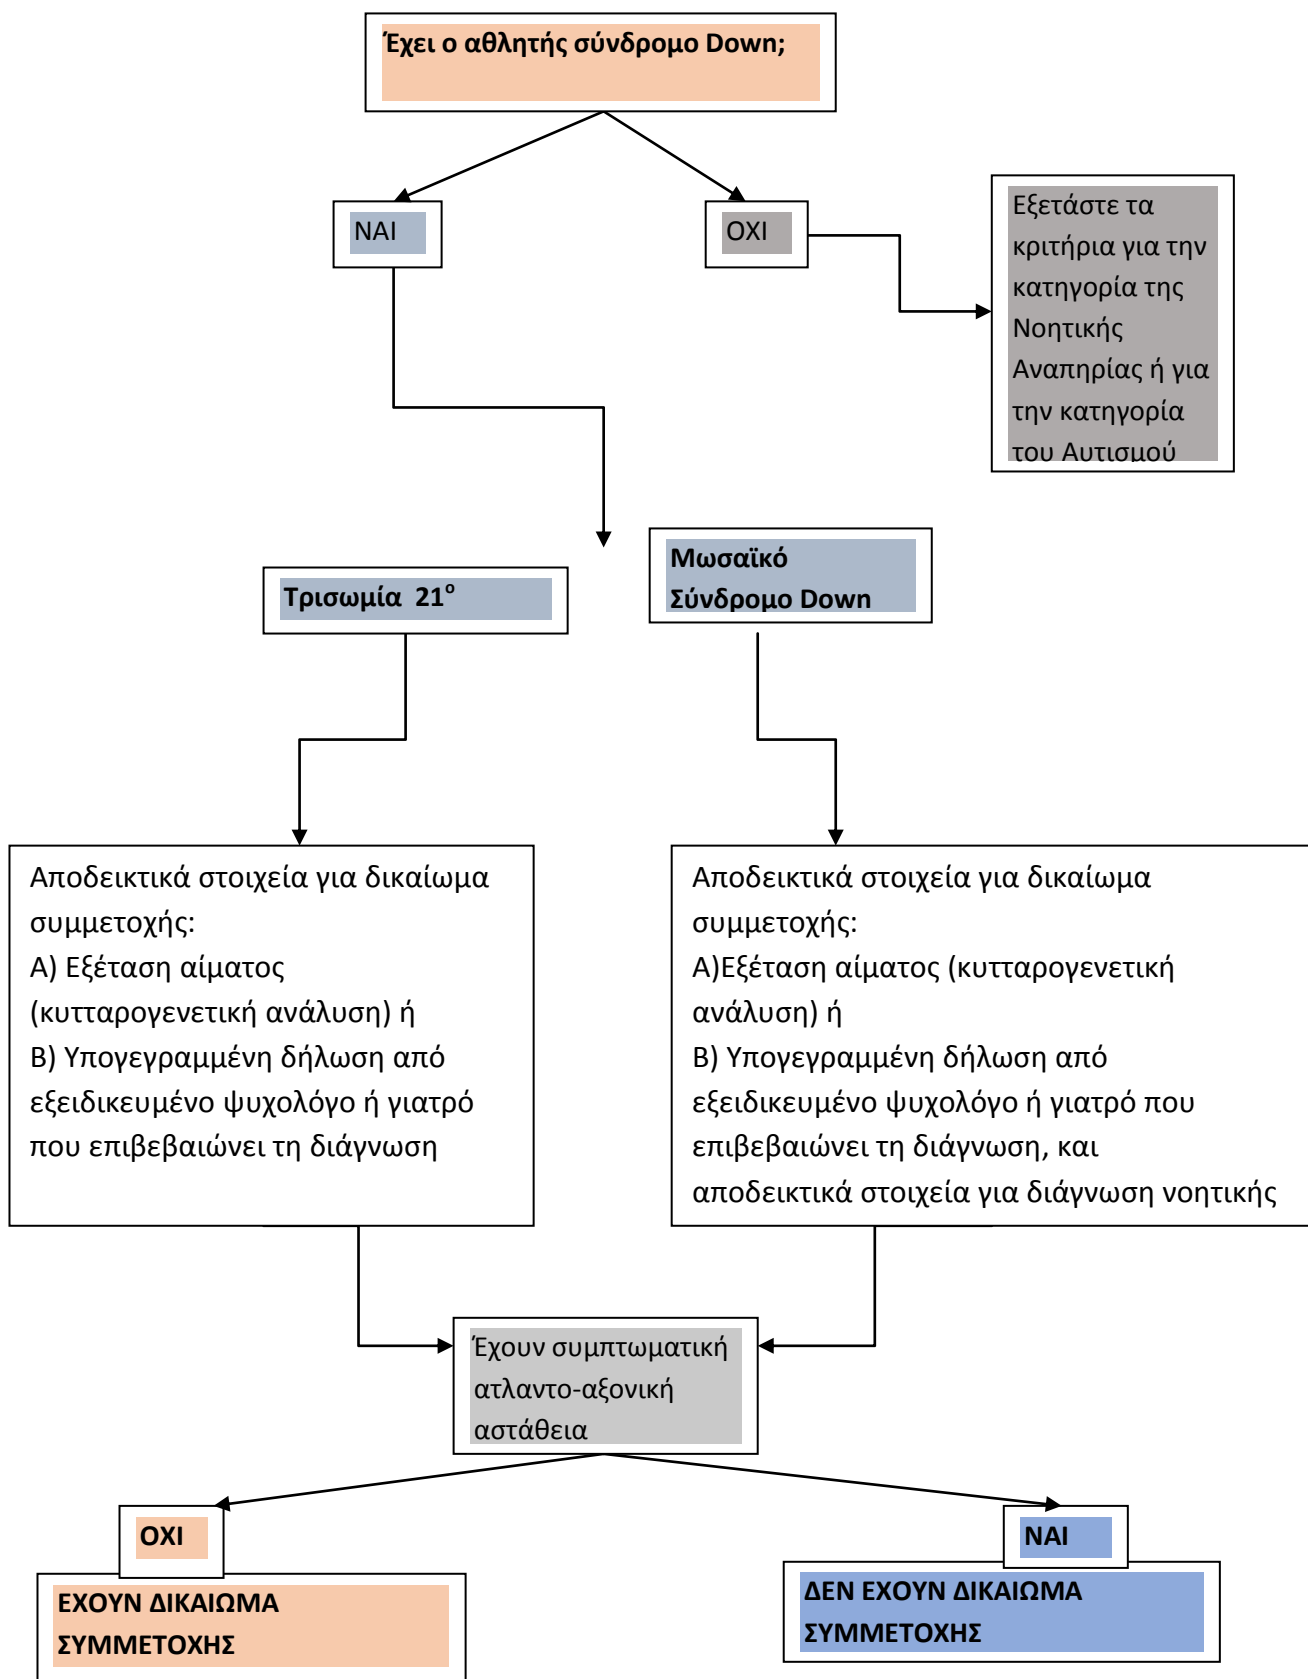 Έχει ο αθλητής σύνδρομο Down;
ΝΑΙ
ΟΧΙ
Εξετάστε τα
κριτήρια για την
κατηγορία της
Νοητικής
Αναπηρίας ή για
την κατηγορία
του Αυτισμού
Τρισωμία 21ο
Μωσαϊκό
Σύνδρομο Down
Αποδεικτικά στοιχεία για δικαίωμα
συμμετοχής:
Α) Εξέταση αίματος
(κυτταρογενετική ανάλυση) ή
Β) Υπογεγραμμένη δήλωση από
εξειδικευμένο ψυχολόγο ή γιατρό
που επιβεβαιώνει τη διάγνωση
Αποδεικτικά στοιχεία για δικαίωμα
συμμετοχής:
Α)Εξέταση αίματος (κυτταρογενετική
ανάλυση) ή
Β) Υπογεγραμμένη δήλωση από
εξειδικευμένο ψυχολόγο ή γιατρό που
επιβεβαιώνει τη διάγνωση, και
αποδεικτικά στοιχεία για διάγνωση νοητικής
Έχουν συμπτωματική
ατλαντο-αξονική
αστάθεια
ΟΧΙ
ΝΑΙ
ΕΧΟΥΝ ΔΙΚΑΙΩΜΑ
ΣΥΜΜΕΤΟΧΗΣ
ΔΕΝ ΕΧΟΥΝ ΔΙΚΑΙΩΜΑ
ΣΥΜΜΕΤΟΧΗΣ